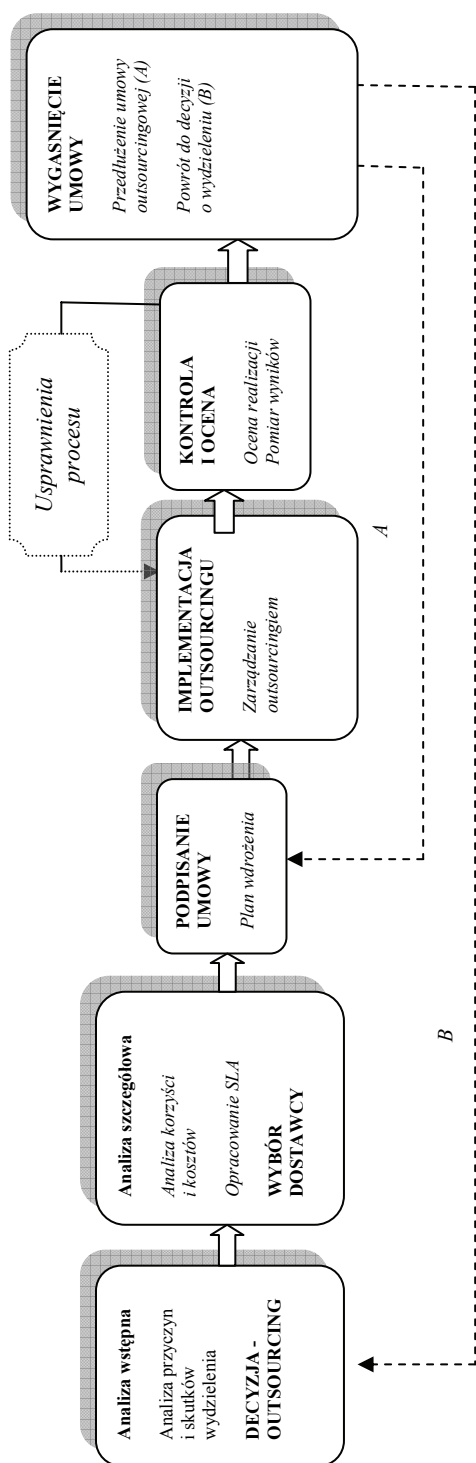 Analiza wstępna
Analiza przyczyn
i skutków
wydzielenia
DECYZJA -
OUTSOURCING
Analiza szczegółowa
Analiza korzyści
i kosztów
Opracowanie SLA
WYBÓR
DOSTAWCY
PODPISANIE
UMOWY
Plan wdrożenia
IMPLEMENTACJA
OUTSOURCINGU
Zarządzanie
outsourcingiem
Usprawnienia
procesu
KONTROLA
I OCENA
Ocena realizacji
Pomiar wyników
WYGASNIĘCIE
UMOWY
Przedłużenie umowy
outsourcingowej (A)
Powrót do decyzji
o wydzieleniu (B)
A
B